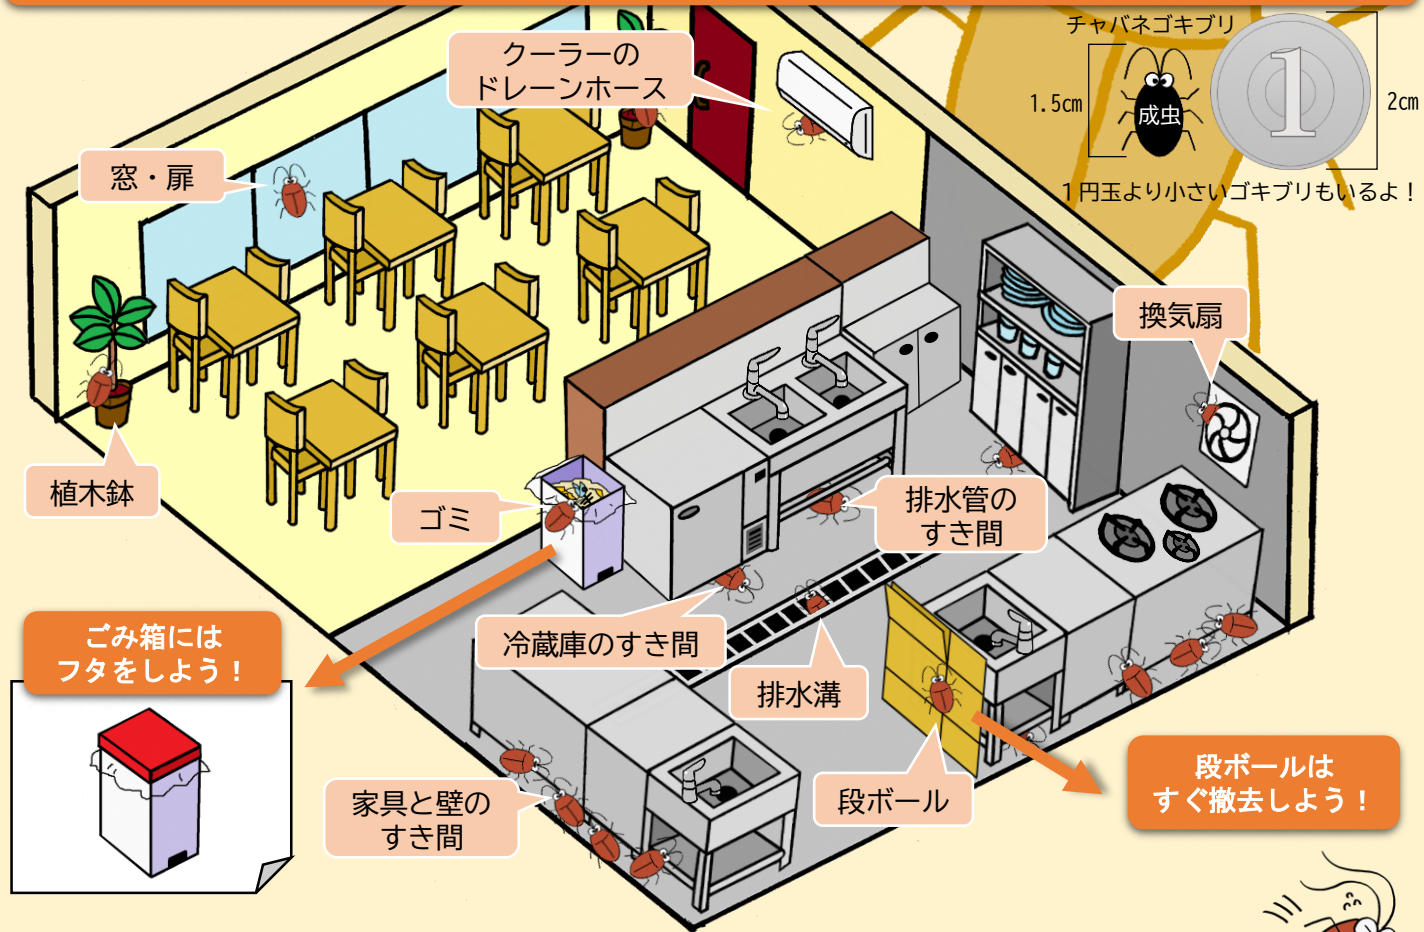 チャバネゴキブリ
1.5cm
成虫
1
2cm
１円玉より小さいゴキブリもいるよ！
クーラーの
ドレーンホース
窓・扉
換気扇
植木鉢
ゴミ
排水管の
すき間
冷蔵庫のすき間
排水溝
ごみ箱には
フタをしよう！
家具と壁の
すき間
段ボール
段ボールは
すぐ撤去しよう！